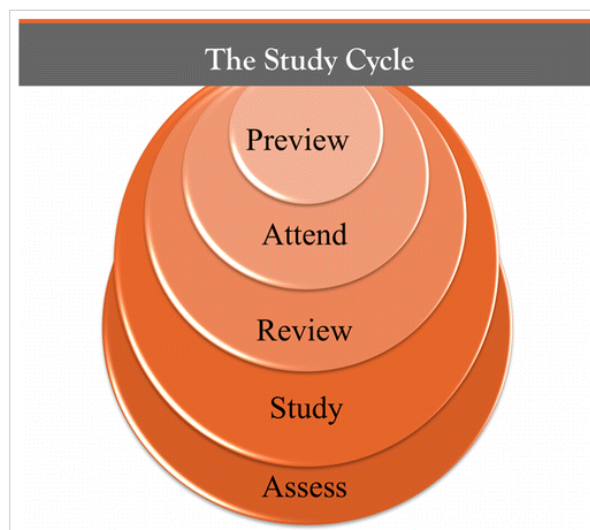 The Study Cycle
Preview
Attend
Review
Study
Assess